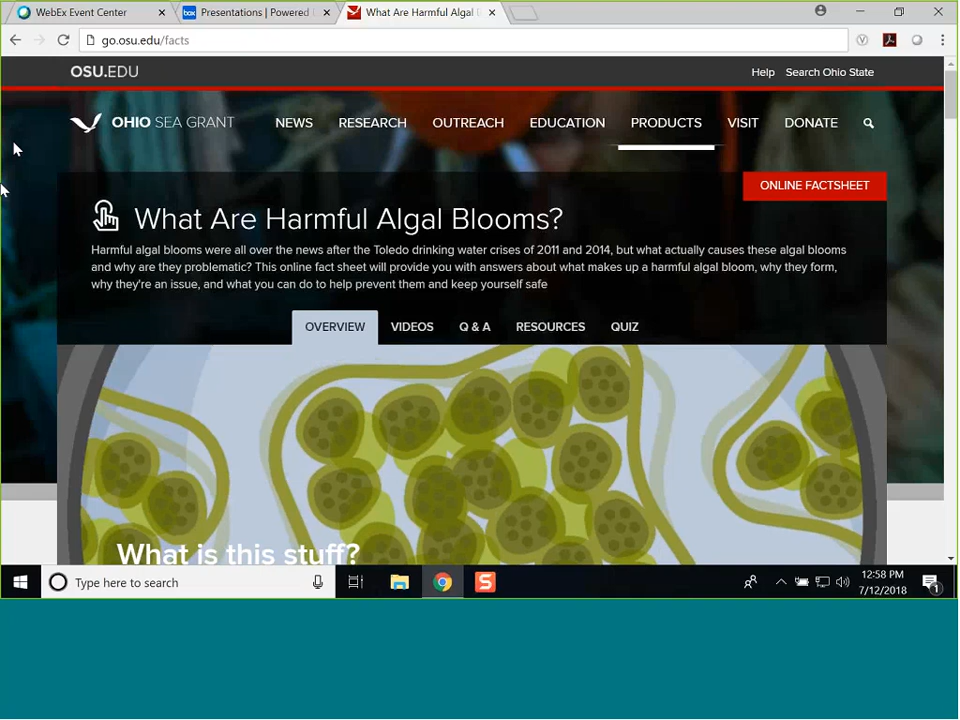 WebEx Event Center
Presentations | Powered
What Are Harmful Algal
go.osu.edu/facts
OSU.EDU
Help
Search Ohio State
OHIO SEA GRANT
NEWS
RESEARCH
OUTREACH
EDUCATION
PRODUCTS
VISIT
DONATE
ONLINE FACTSHEET
What Are Harmful Algal Blooms?
Harmful algal blooms were all over the news after the Toledo drinking water crises of 2011 and 2014, but what actually causes these algal blooms
and why are they problematic? This online fact sheet will provide you with answers about what makes up a harmful algal bloom, why they form,
why they're an issue, and what you can do to help prevent them and keep yourself safe
OVERVIEW
VIDEOS
Q & A
RESOURCES
QUIZ
What is this stuff?
Type here to search
12:58 PM
7/12/2018
box
S
V
1